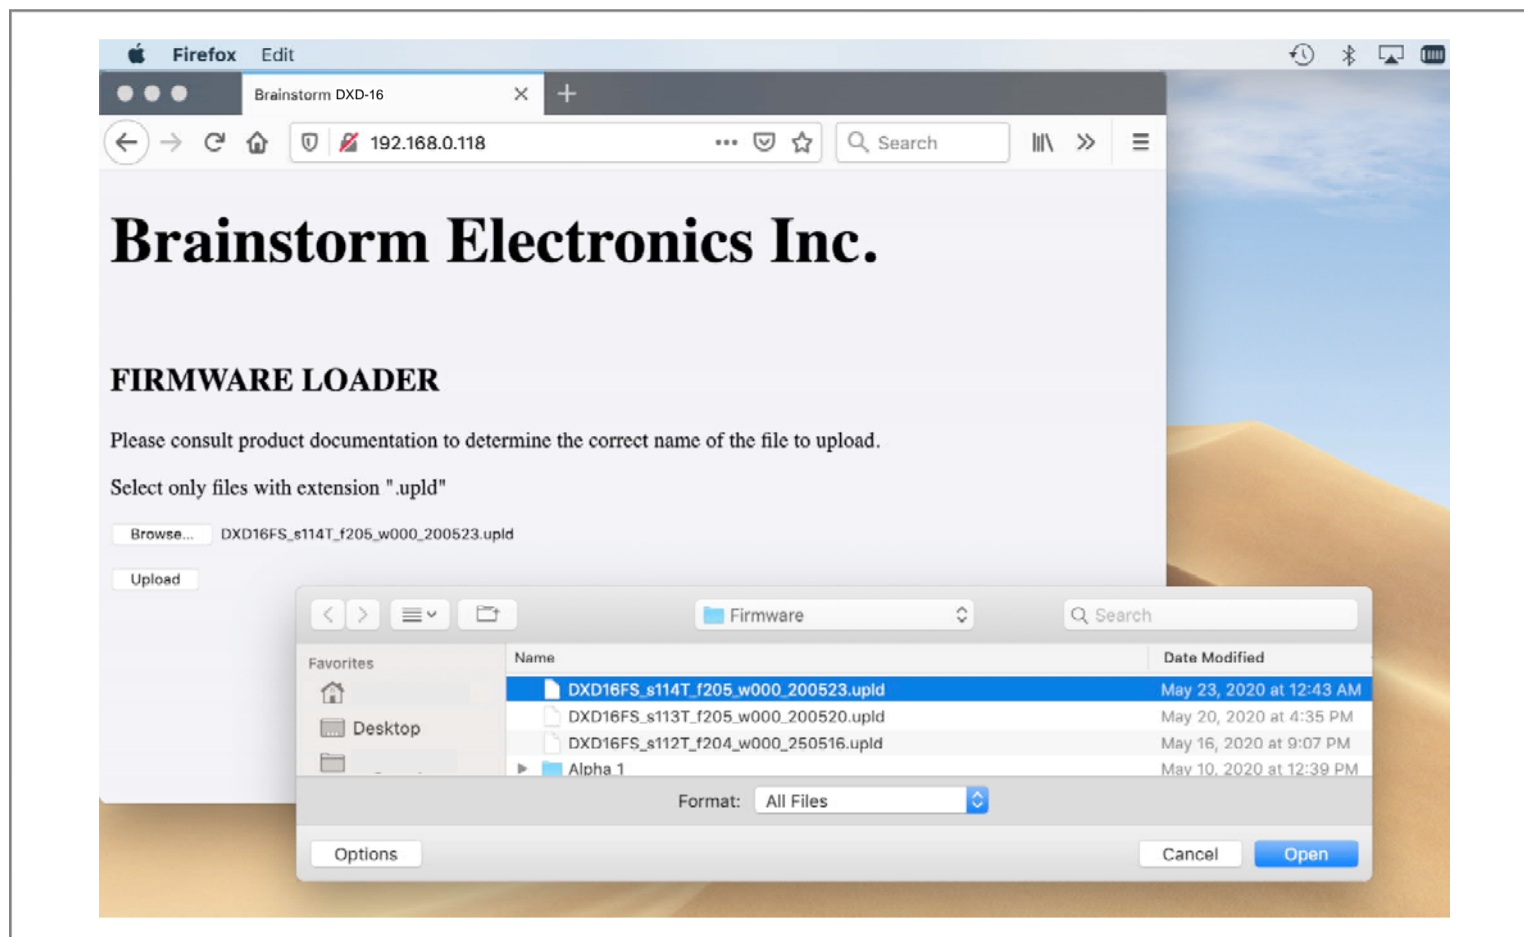 Firefox Edit
Brainstorm DXD-16
192.168.0.118
Search
Brainstorm Electronics Inc.
FIRMWARE LOADER
Please consult product documentation to determine the correct name of the file to upload.
Select only files with extension ".upld"
Browse... DXD16FS_s114T_f205_w000_200523.upld
Upload
Firmware
Search
Favorites
Name Date Modified
DXD16FS_s114T_f205_w000_200523.upld May 23, 2020 at 12:43 AM
DXD16FS_s113T_f205_w000_200520.upld May 20, 2020 at 4:35 PM
Desktop
DXD16FS_s112T_f204_w000_250516.upld May 16, 2020 at 9:07 PM
Alpha 1 May 10, 2020 at 12:39 PM
Format: All Files
Options Cancel Open